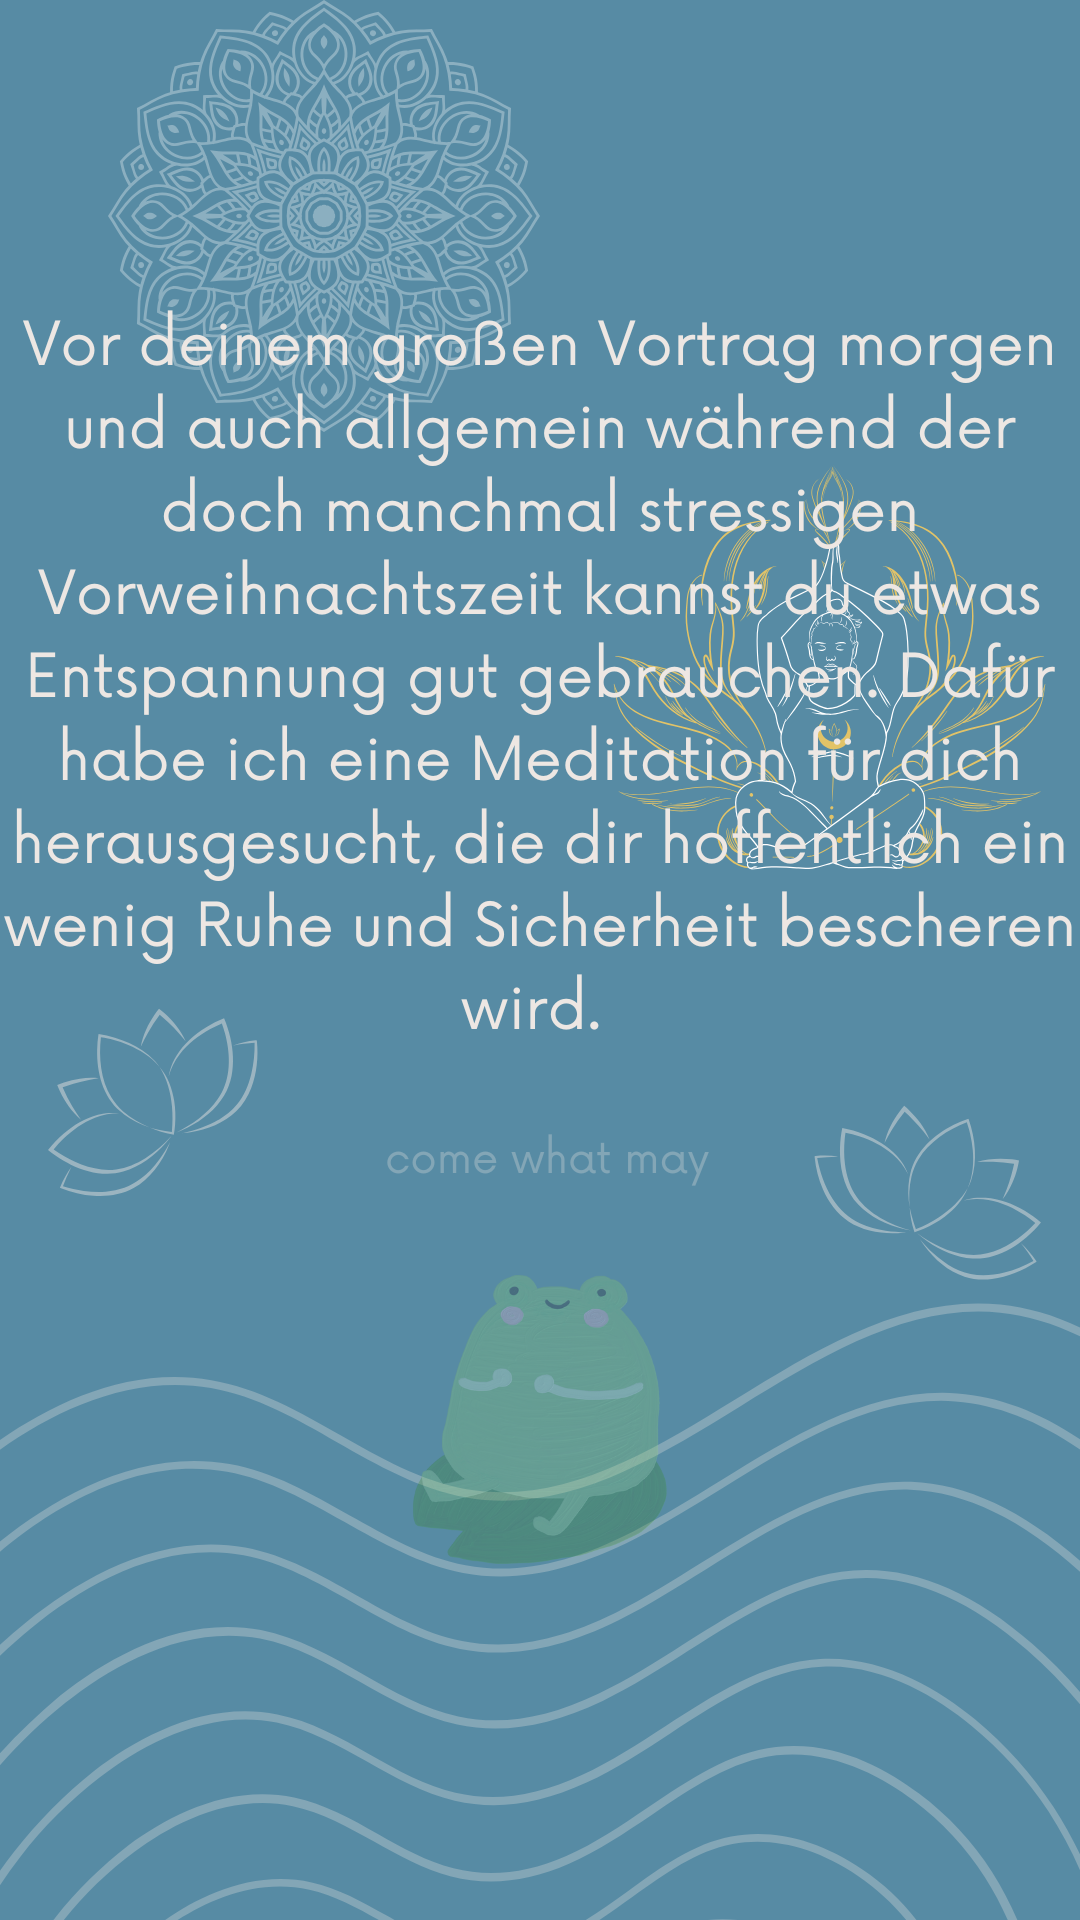 Vor deinem großen Vortrag morgen
und auch allgemein während der
doch manchmal stressigen
Vorweihnachtszeit kannst du etwas
Entspannung gut gebrauchen. Dafür
habe ich eine Meditation für dich
herausgesucht, die dir hoffentlich ein
wenig Ruhe und Sicherheit bescheren
wird.
come what may